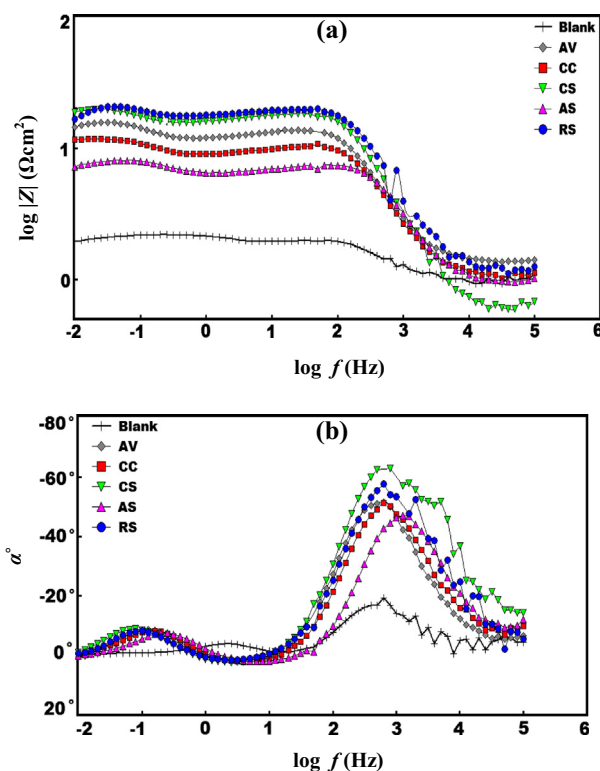 (a)
2
1
0
log |Z| (Ωcm²)
Blank
AV
CC
CS
AS
RS
-2 -1 0 1 2 3 4 5 6
log f (Hz)
(b)
-80°
-60°
-40°
-20°
0°
20°
α°
Blank
AV
CC
CS
AS
RS
-2 -1 0 1 2 3 4 5 6
log f (Hz)